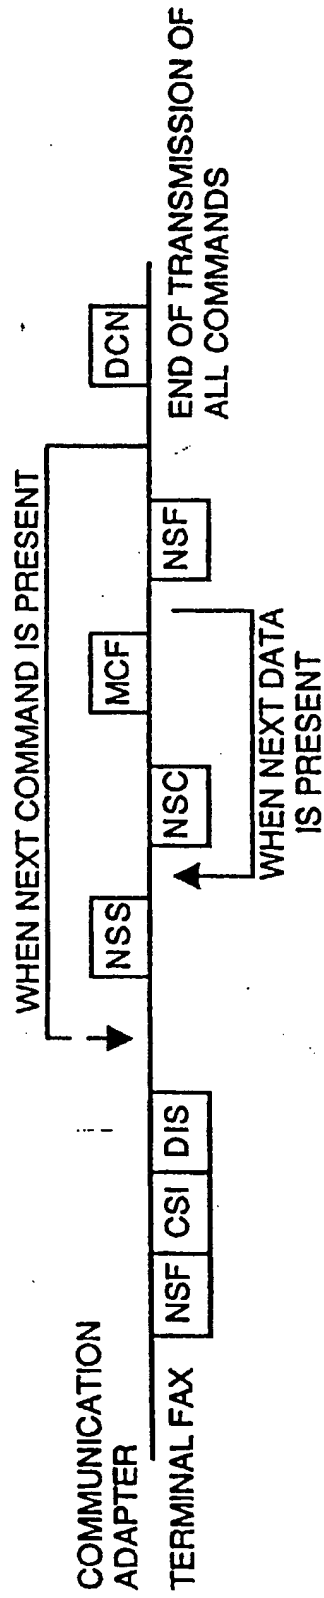 COMMUNICATION
ADAPTER
TERMINAL FAX
NSF CSI DIS
WHEN NEXT COMMAND IS PRESENT
NSS
NSC
MCF
NSF
WHEN NEXT DATA
IS PRESENT
DCN
END OF TRANSMISSION OF
ALL COMMANDS